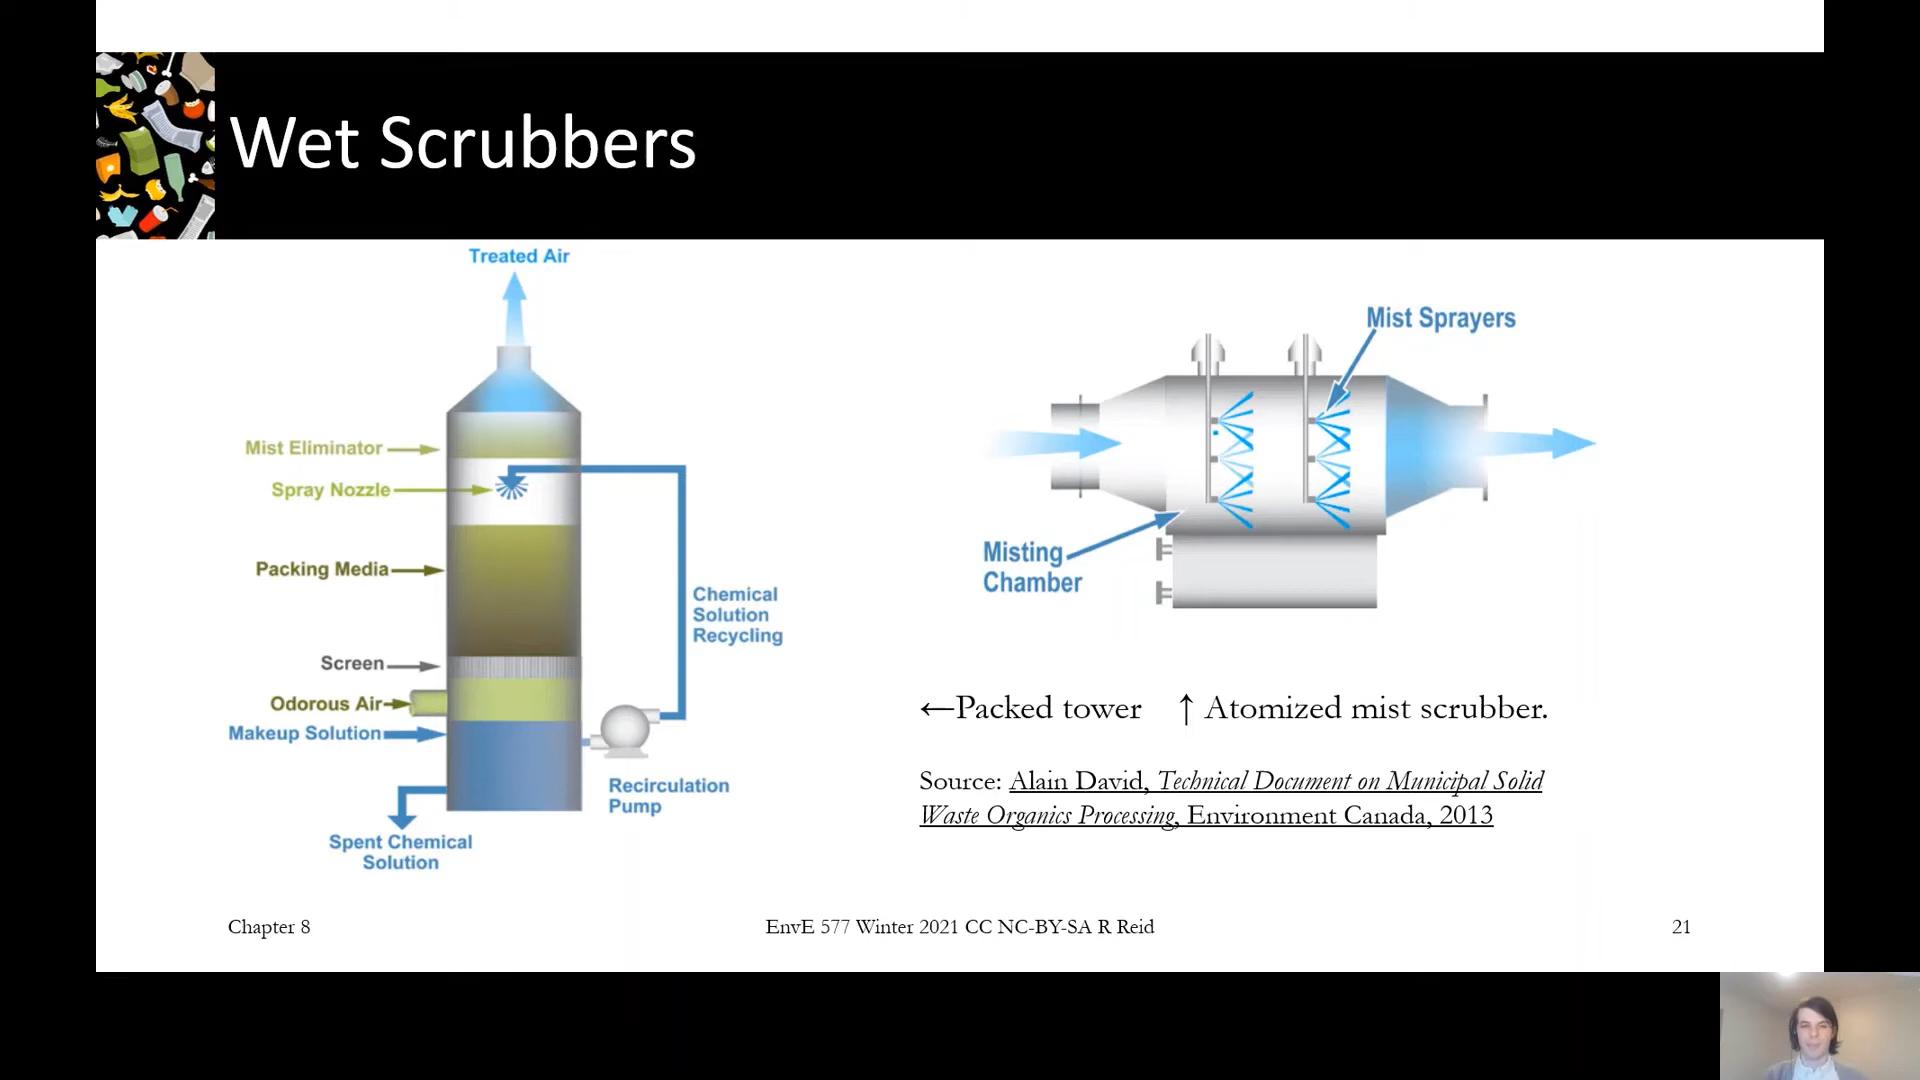 Wet Scrubbers
Treated Air
Mist Eliminator
Spray Nozzle
Packing Media
Screen
Odorous Air
Makeup Solution
Spent Chemical
Solution
Chemical
Solution
Recycling
Recirculation
Pump
Mist Sprayers
Misting
Chamber
←Packed tower ↑ Atomized mist scrubber.
Source: Alain David, Technical Document on Municipal Solid
Waste Organics Processing, Environment Canada, 2013
Chapter 8
EnvE 577 Winter 2021 CC NC-BY-SA R Reid
21